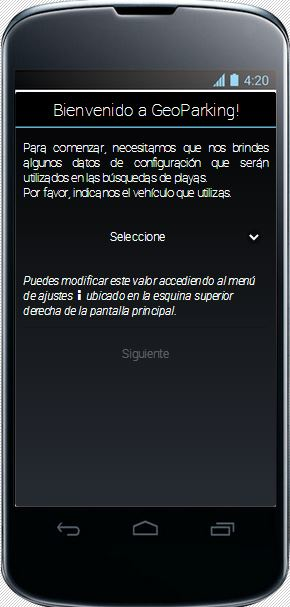 4:20
Bienvenido a GeoParking!
Para comenzar, necesitamos que nos brindes
algunos datos de configuración que serán
utilizados en las búsquedas de playas.
Por favor, indicanos el vehículo que utilizas.
Seleccione
Puedes modificar este valor accediendo al menú
de ajustes ubicado en la esquina superior
derecha de la pantalla principal.
Siguiente